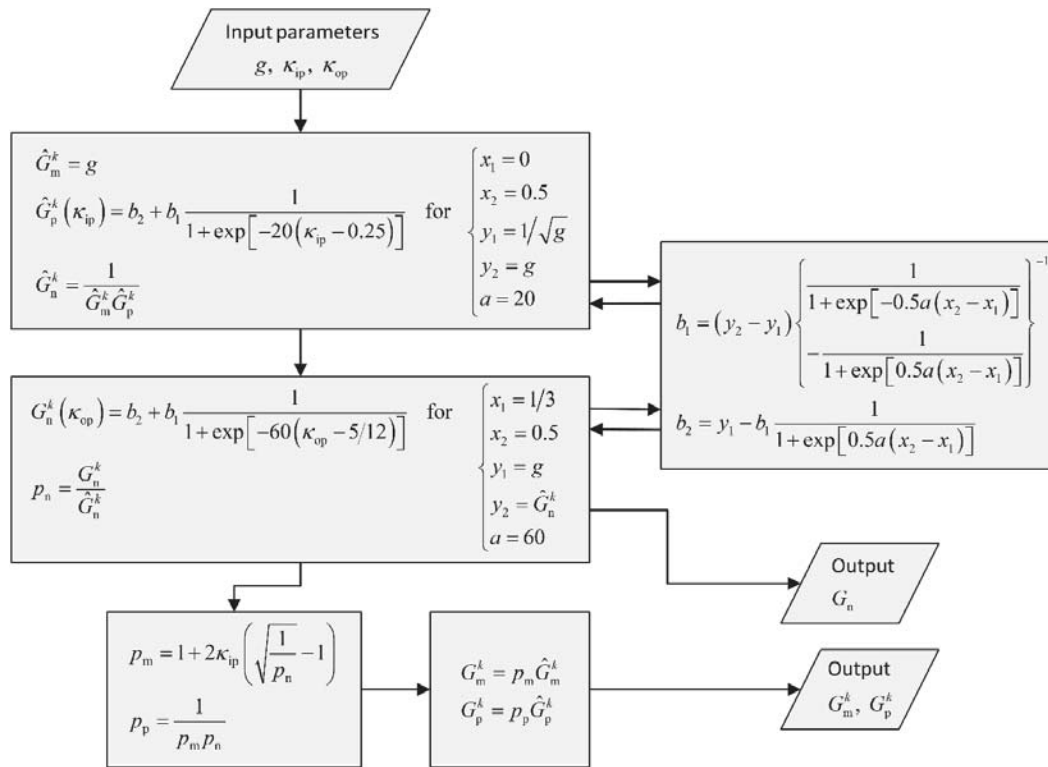 Input parameters
g, κ_ip, κ_op
Ĝ_m^k = g
Ĝ_p^k(κ_ip) = b_2 + b_1 1/(1+exp[−20(κ_ip − 0.25)]) for { x_1 = 0
x_2 = 0.5
y_1 = 1/√g
y_2 = g
a = 20
Ĝ_n^k = 1/(Ĝ_m^k Ĝ_p^k)
b_1 = (y_2 − y_1){ 1/(1+exp[−0.5a(x_2 − x_1)])
− 1/(1+exp[0.5a(x_2 − x_1)]) }^−1
b_2 = y_1 − b_1 1/(1+exp[0.5a(x_2 − x_1)])
G_n^k(κ_op) = b_2 + b_1 1/(1+exp[−60(κ_op − 5/12)]) for { x_1 = 1/3
x_2 = 0.5
y_1 = g
y_2 = Ĝ_n^k
a = 60
p_n = G_n^k/Ĝ_n^k
Output
G_n
p_m = 1 + 2κ_ip(√(1/p_n) − 1)
p_p = 1/(p_m p_n)
G_m^k = p_m Ĝ_m^k
G_p^k = p_p Ĝ_p^k
Output
G_m^k, G_p^k